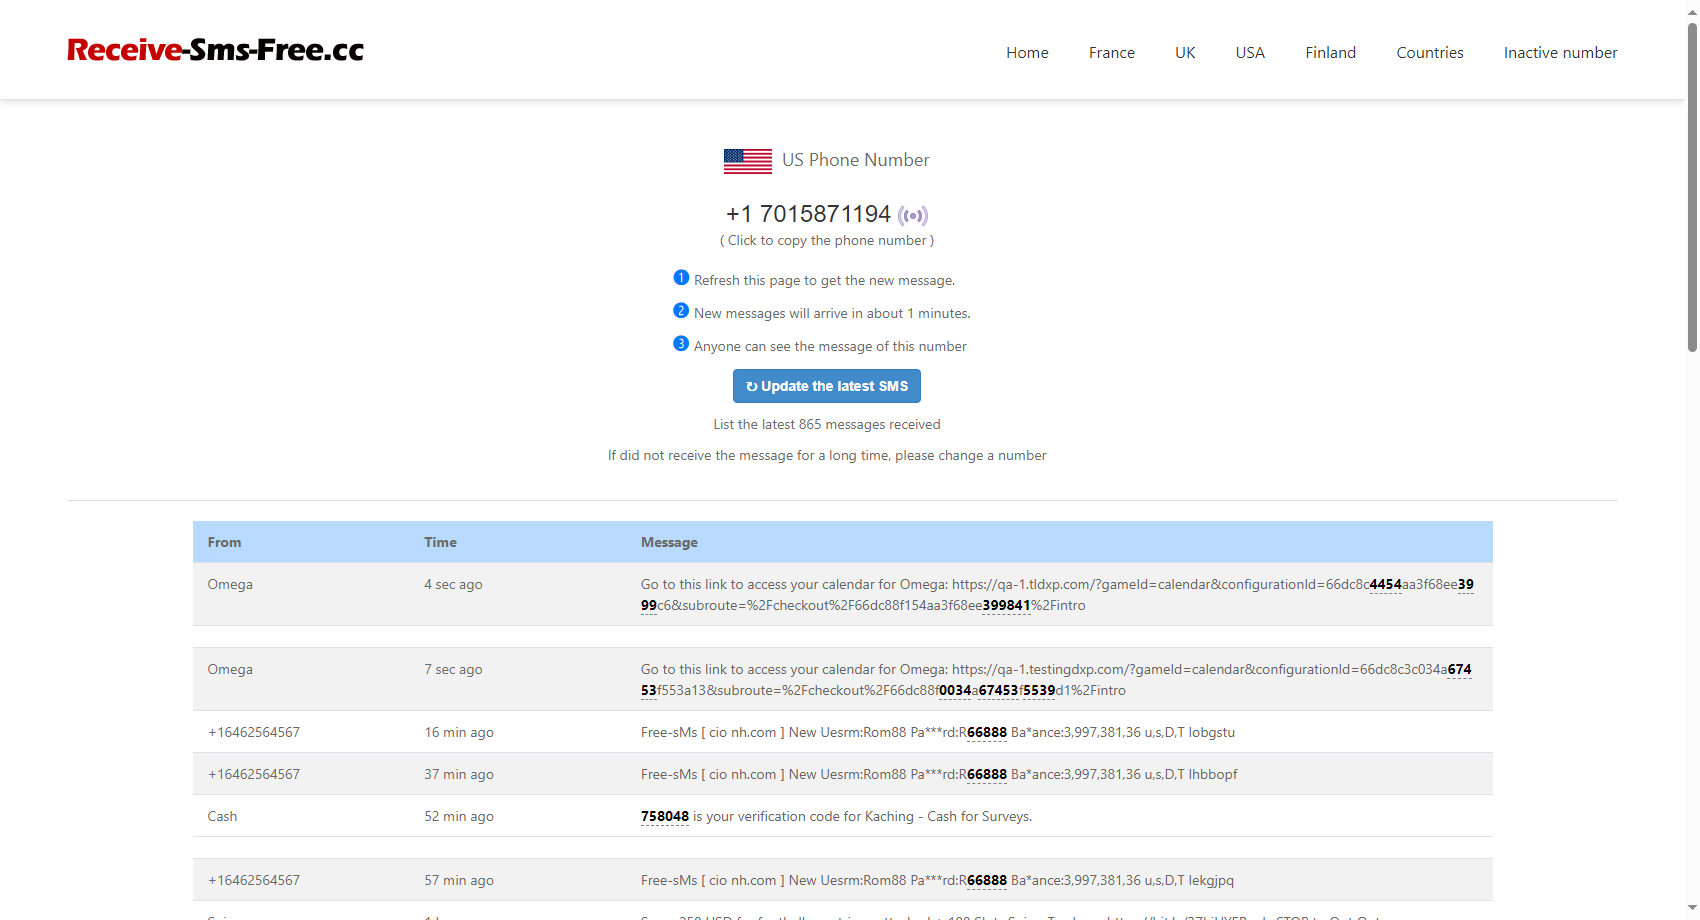 Receive-Sms-Free.cc
Home France UK USA Finland Countries Inactive number
US Phone Number
+1 7015871194
( Click to copy the phone number )
1 Refresh this page to get the new message.
2 New messages will arrive in about 1 minutes.
3 Anyone can see the message of this number
↻ Update the latest SMS
List the latest 865 messages received
If did not receive the message for a long time, please change a number
From Time Message
Omega 4 sec ago Go to this link to access your calendar for Omega: https://qa-1.tldxp.com/?gameId=calendar&configurationId=66dc8c4454aa3f68ee39
99c6&subroute=%2Fcheckout%2F66dc88f154aa3f68ee399841%2Fintro
Omega 7 sec ago Go to this link to access your calendar for Omega: https://qa-1.testingdxp.com/?gameId=calendar&configurationId=66dc8c3c034a674
53f553a13&subroute=%2Fcheckout%2F66dc88f0034a67453f5539d1%2Fintro
+16462564567 16 min ago Free-sMs [ cio nh.com ] New Uesrm:Rom88 Pa***rd:R66888 Ba*ance:3,997,381,36 u,s,D,T lobgstu
+16462564567 37 min ago Free-sMs [ cio nh.com ] New Uesrm:Rom88 Pa***rd:R66888 Ba*ance:3,997,381,36 u,s,D,T lhbbopf
Cash 52 min ago 758048 is your verification code for Kaching - Cash for Surveys.
+16462564567 57 min ago Free-sMs [ cio nh.com ] New Uesrm:Rom88 Pa***rd:R66888 Ba*ance:3,997,381,36 u,s,D,T lekgjpq